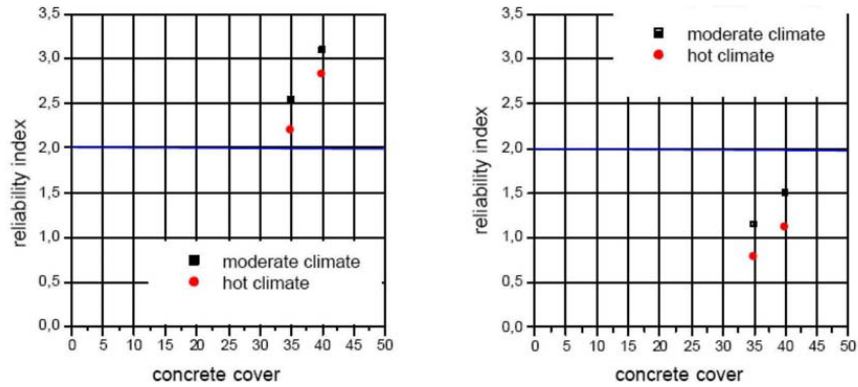 3,5
3,0
2,5
2,0
1,5
1,0
0,5
0,0
reliability index
moderate climate
hot climate
0 5 10 15 20 25 30 35 40 45 50
concrete cover
3,5
3,0
2,5
2,0
1,5
1,0
0,5
0,0
reliability index
moderate climate
hot climate
0 5 10 15 20 25 30 35 40 45 50
concrete cover